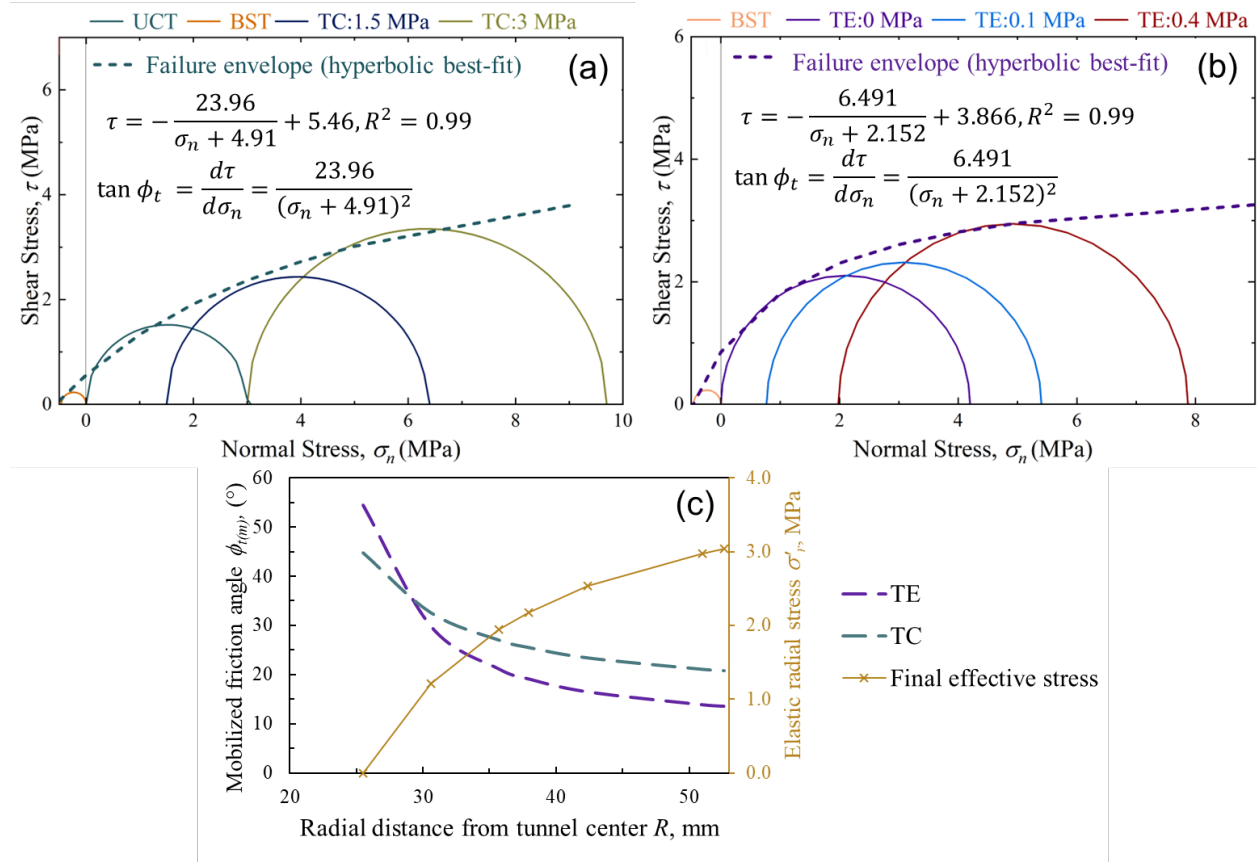 UCT BST TC:1.5 MPa TC:3 MPa
Failure envelope (hyperbolic best-fit)
(a)
τ = − 23.96 / (σn + 4.91) + 5.46, R² = 0.99
tan ϕt = dτ / dσn = 23.96 / (σn + 4.91)²
Shear Stress, τ (MPa)
6
4
2
0
0 2 4 6 8 10
Normal Stress, σn (MPa)
BST TE:0 MPa TE:0.1 MPa TE:0.4 MPa
Failure envelope (hyperbolic best-fit)
(b)
τ = − 6.491 / (σn + 2.152) + 3.866, R² = 0.99
tan ϕt = dτ / dσn = 6.491 / (σn + 2.152)²
Shear Stress, τ (MPa)
6
4
2
0
0 2 4 6 8
Normal Stress, σn (MPa)
(c)
Mobilized friction angle ϕt(m), (°)
60
50
40
30
20
10
0
20 30 40 50
Radial distance from tunnel center R, mm
4.0
3.0
2.0
1.0
0.0
Elastic radial stress σ'r, MPa
TE
TC
Final effective stress